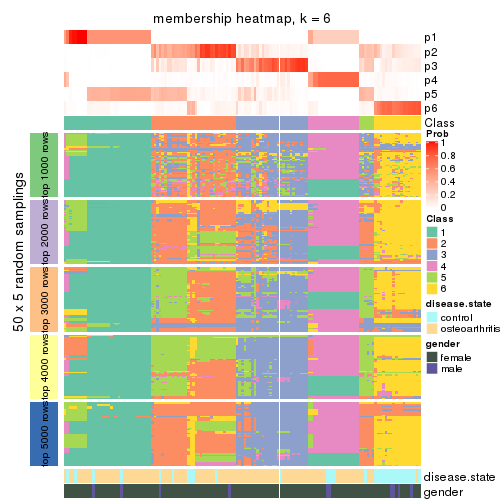 membership heatmap, k = 6
p1
p2
p3
p4
p5
p6
Class
50 x 5 random samplings
top 1000 rows
top 2000 rows
top 3000 rows
top 4000 rows
top 5000 rows
Prob
1
0.8
0.6
0.4
0.2
0
Class
1
2
3
4
5
6
disease.state
control
osteoarthritis
gender
female
male
disease.state
gender